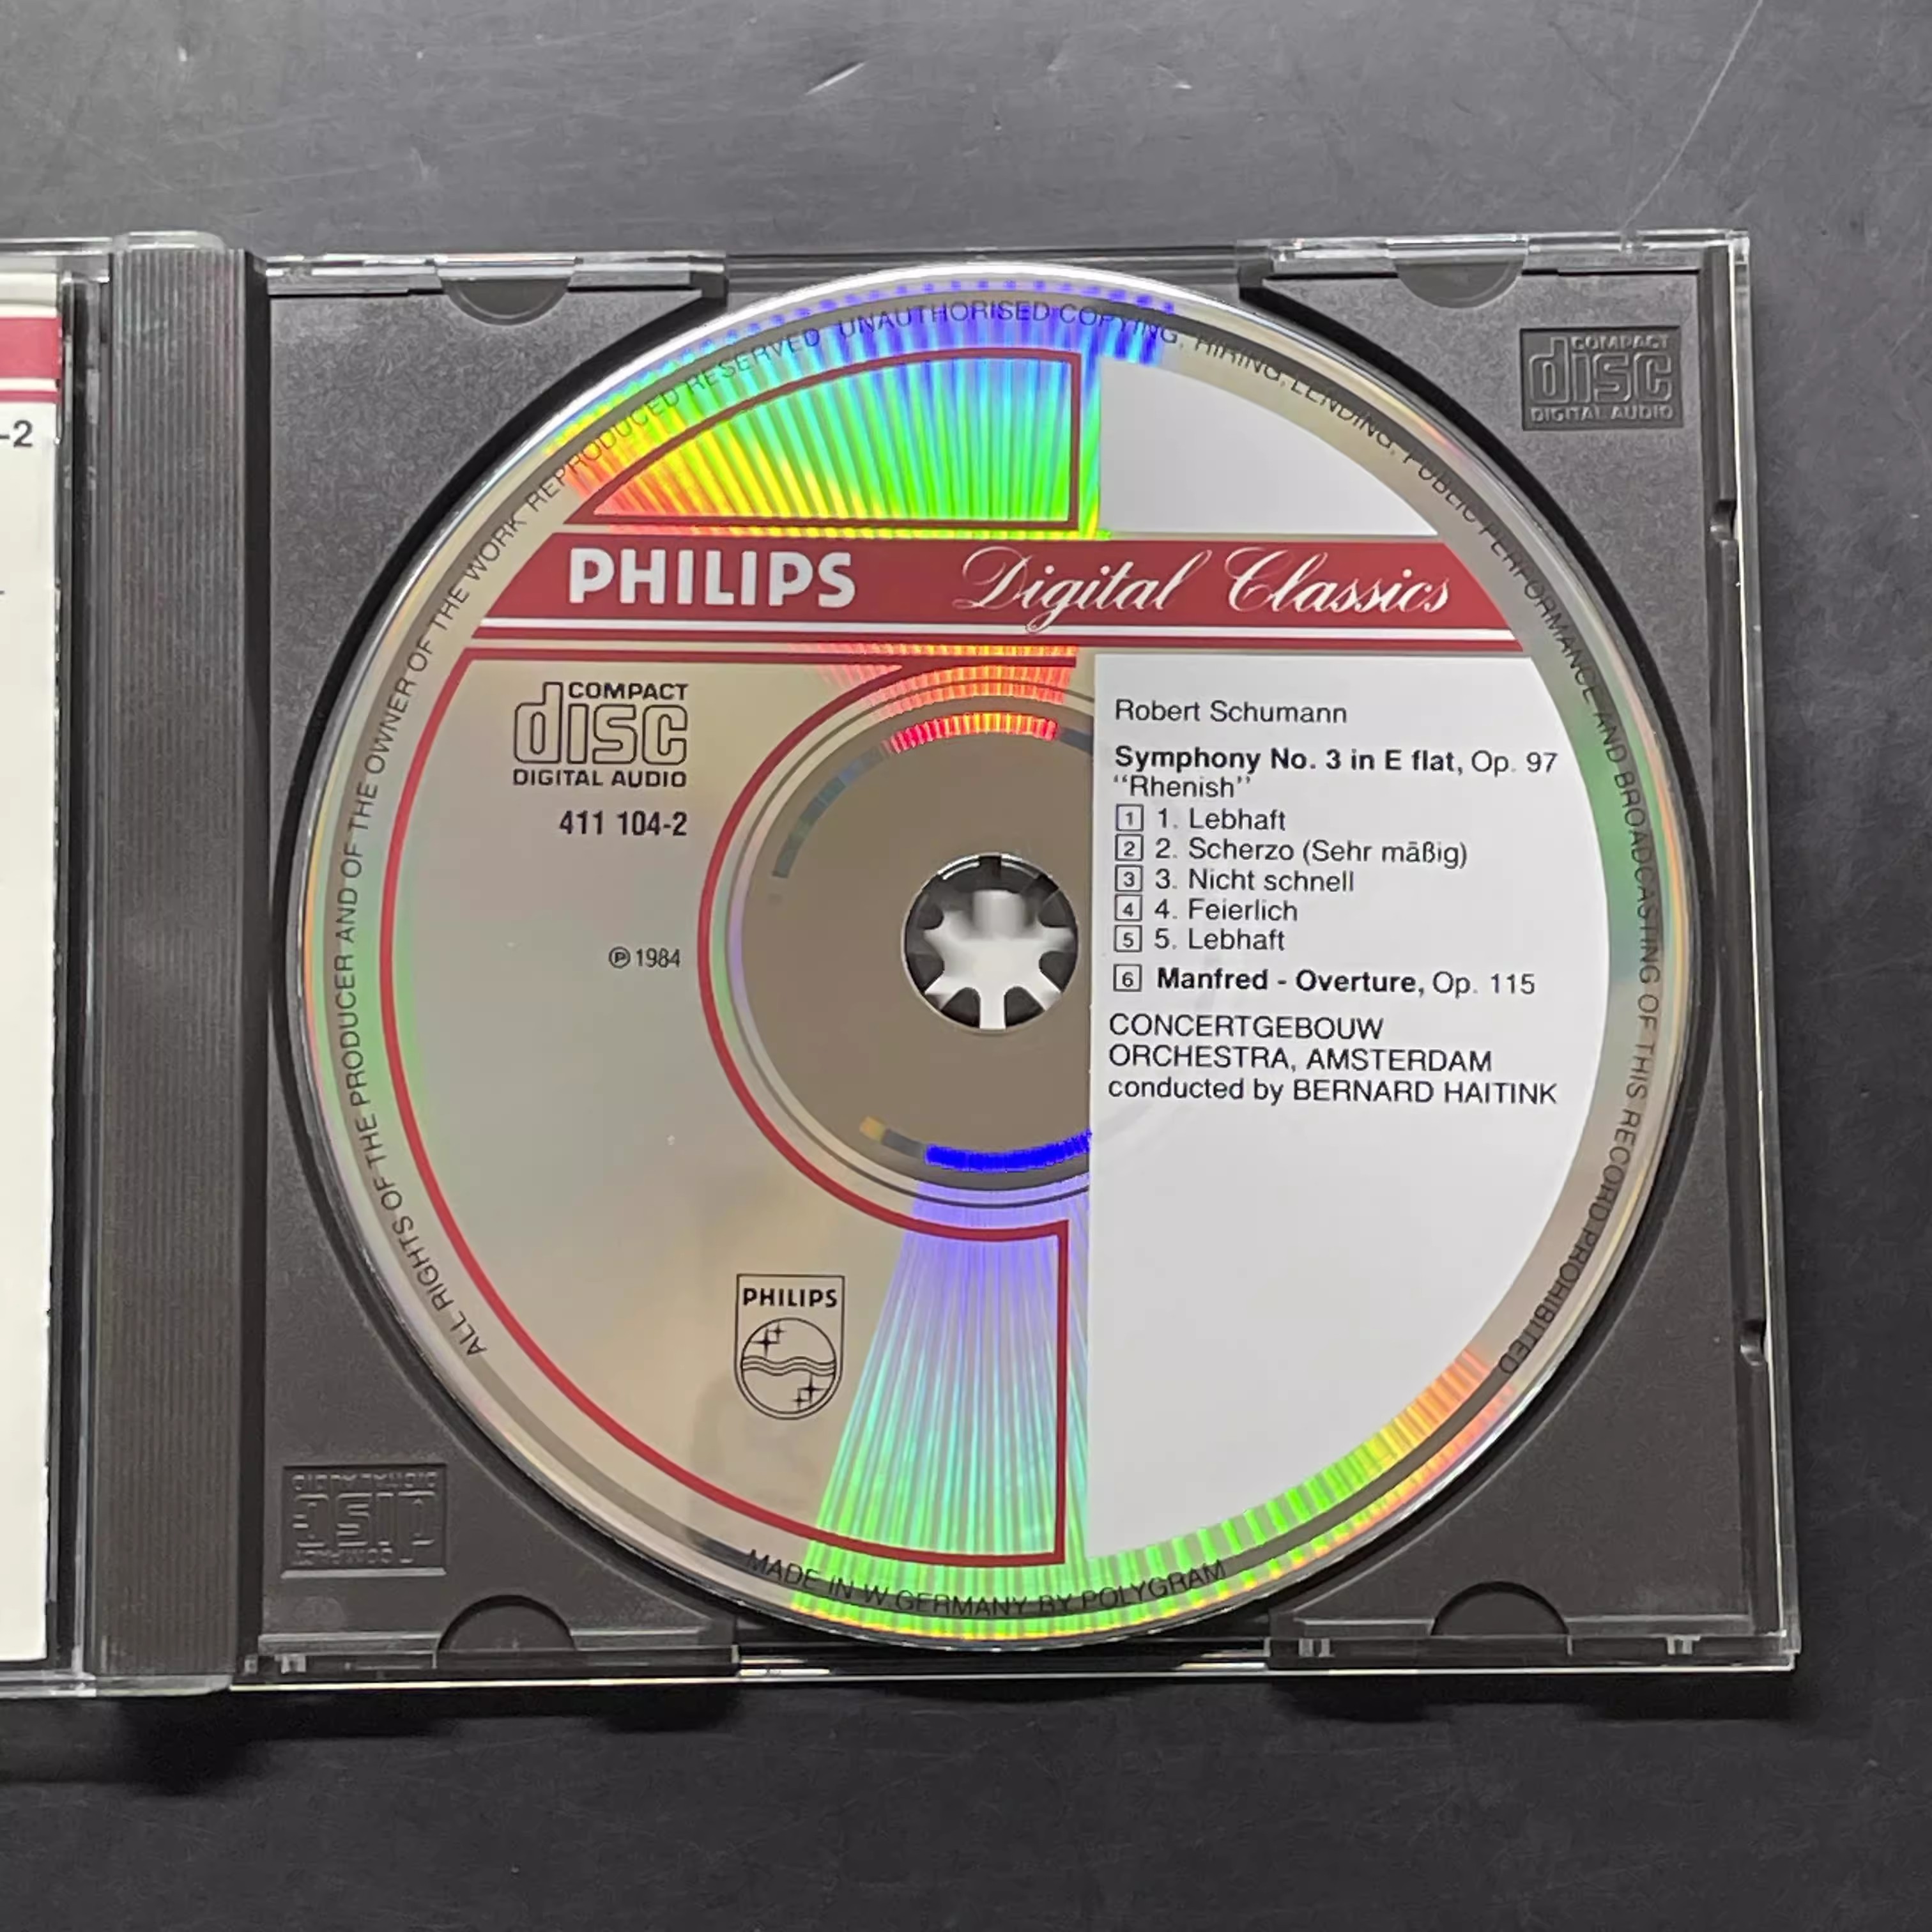 -2
COMPACT
disc
DIGITAL AUDIO
ALL RIGHTS OF THE PRODUCER AND OF THE OWNER OF THE WORK REPRODUCED RESERVED. UNAUTHORISED COPYING, HIRING, LENDING, PUBLIC PERFORMANCE AND BROADCASTING OF THIS RECORD PROHIBITED
PHILIPS Digital Classics
COMPACT
disc
DIGITAL AUDIO
411 104-2
℗ 1984
Robert Schumann
Symphony No. 3 in E flat, Op. 97
“Rhenish”
1 1. Lebhaft
2 2. Scherzo (Sehr mäßig)
3 3. Nicht schnell
4 4. Feierlich
5 5. Lebhaft
6 Manfred - Overture, Op. 115
CONCERTGEBOUW
ORCHESTRA, AMSTERDAM
conducted by BERNARD HAITINK
PHILIPS
MADE IN W. GERMANY BY POLYGRAM
COMPACT
disc
DIGITAL AUDIO